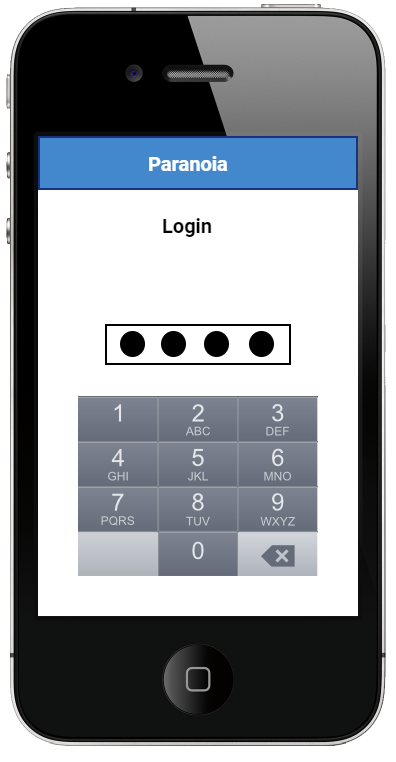 Paranoia
Login
1 2 3
ABC DEF
4 5 6
GHI JKL MNO
7 8 9
PQRS TUV WXYZ
0